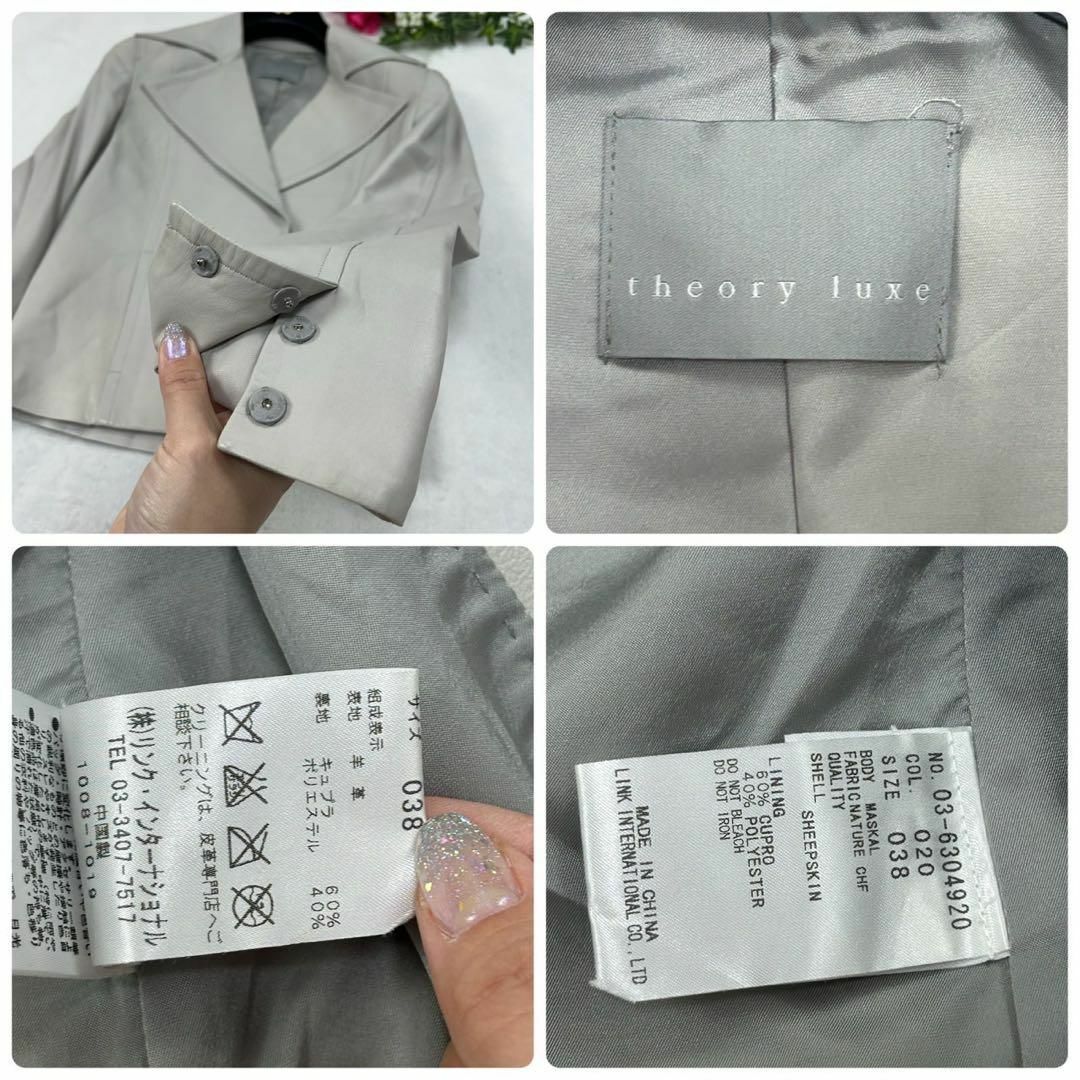 theory luxe
サイズ 038
組成表示
表地 羊革
裏地 キュプラ 60%
ポリエステル 40%
クリーニングは、皮革専門店へご
相談下さい。
(株)リンク・インターナショナル
TEL 03-3407-7517
中国製
1008-1019
NO. 03-6304920
COL. 020
SIZE 038
BODY MASKAL
FABRIC NATURE CHF
QUALITY
SHELL SHEEPSKIN
LINING
60% CUPRO
40% POLYESTER
DO NOT BLEACH
DO NOT IRON
MADE IN CHINA
LINK INTERNATIONAL CO., LTD